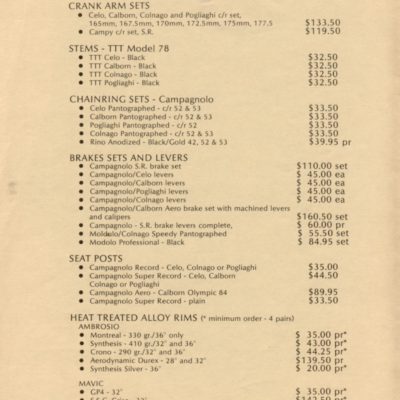 CRANK ARM SETS
• Celo, Calborn, Colnago and Pogliaghi c/r set,
165mm, 167.5mm, 170mm, 172.5mm, 175mm, 177.5 $133.50
• Campy c/r set, S.R. $119.50
STEMS - TTT Model 78
• TTT Celo - Black $32.50
• TTT Calborn - Black $32.50
• TTT Colnago - Black $32.50
• TTT Pogliaghi - Black $32.50
CHAINRING SETS - Campagnolo
• Celo Pantographed - c/r 52 & 53 $33.50
• Calborn Pantographed - c/r 52 & 53 $33.50
• Pogliaghi Pantographed - c/r 52 $33.50
• Colnago Pantographed - c/r 52 & 53 $33.50
• Rino Anodized - Black/Gold 42, 52 & 53 $39.95 pr
BRAKES SETS AND LEVERS
• Campagnolo S.R. brake set $110.00 set
• Campagnolo/Celo levers $ 45.00 ea
• Campagnolo/Calborn levers $ 45.00 ea
• Campagnolo/Pogliaghi levers $ 45.00 ea
• Campagnolo/Colnago levers $ 45.00 ea
• Campagnolo/Calborn Aero brake set with machined levers
and calipers $160.50 set
• Campagnolo - S.R. brake levers complete, $ 60.00 pr
• Moldolo/Colnago Speedy Pantographed $ 55.50 set
• Modolo Professional - Black $ 84.95 set
SEAT POSTS
• Campagnolo Record - Celo, Colnago or Pogliaghi $35.00
• Campagnolo Super Record - Celo, Calborn $44.50
Colnago or Pogliaghi
• Campagnolo Aero - Calborn Olympic 84 $89.95
• Campagnolo Super Record - plain $33.50
HEAT TREATED ALLOY RIMS (* minimum order - 4 pairs)
AMBROSIO
• Montreal - 330 gr./36° only $ 35.00 pr*
• Synthesis - 410 gr./32° and 36° $ 43.00 pr*
• Crono - 290 gr./32° and 36° $ 44.25 pr*
• Aerodynamic Durex - 28° and 32° $139.50 pr
• Synthesis Silver - 36° $ 20.00 pr*
MAVIC
• GP4 - 32° $ 35.00 pr*